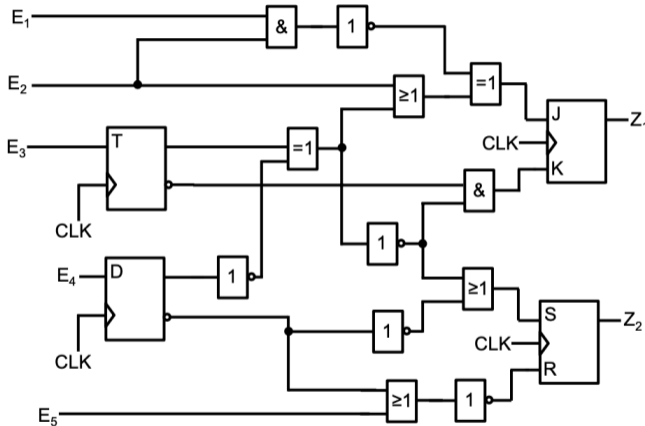 E1
& 1
E2
≥1 =1
J Z
CLK
K
E3 T =1
&
CLK
1
E4 D 1
≥1
1
S Z2
CLK
R
CLK
≥1 1
E5